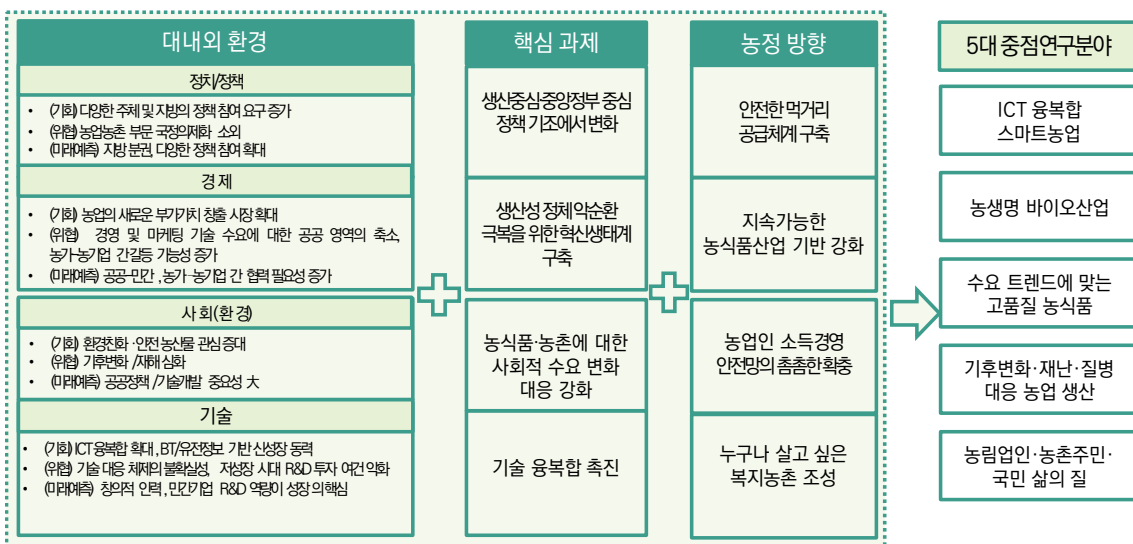 대내외 환경
정치/정책
• (기회) 다양한 주체 및 지방의 정책 참여 요구 증가
• (위협) 농업농촌 부문 국정의제화 소외
• (미래예측) 지방 분권, 다양한 정책 참여 확대
경제
• (기회) 농업의 새로운 부가가치 창출 시장 확대
• (위협) 경영 및 마케팅 기술 수요에 대한 공공 영역의 축소,
농가-농기업 간 갈등 가능성 증가
• (미래예측) 공공-민간, 농가-농기업 간 협력 필요성 증가
사회(환경)
• (기회) 환경친화·안전 농산물 관심 증대
• (위협) 기후변화/재해 심화
• (미래예측) 공공정책/기술개발 중요성 大
기술
• (기회) ICT융복합 확대, BT/유전정보 기반 신성장 동력
• (위협) 기술 대응 체제의 불확실성, 저성장 시대 R&D 투자 여건 악화
• (미래예측) 창의적 인력, 민간기업 R&D 역량이 성장의 핵심
핵심 과제
생산중심·중앙정부 중심
정책 기조에서 변화
생산성 정체 악순환
극복을 위한 혁신생태계
구축
농식품·농촌에 대한
사회적 수요 변화
대응 강화
기술 융복합 촉진
농정 방향
안전한 먹거리
공급체계 구축
지속가능한
농식품산업 기반 강화
농업인 소득경영
안전망의 촘촘한 확충
누구나 살고 싶은
복지농촌 조성
5대 중점연구분야
ICT 융복합
스마트농업
농생명 바이오산업
수요 트렌드에 맞는
고품질 농식품
기후변화·재난·질병
대응 농업 생산
농림업인·농촌주민·
국민 삶의 질